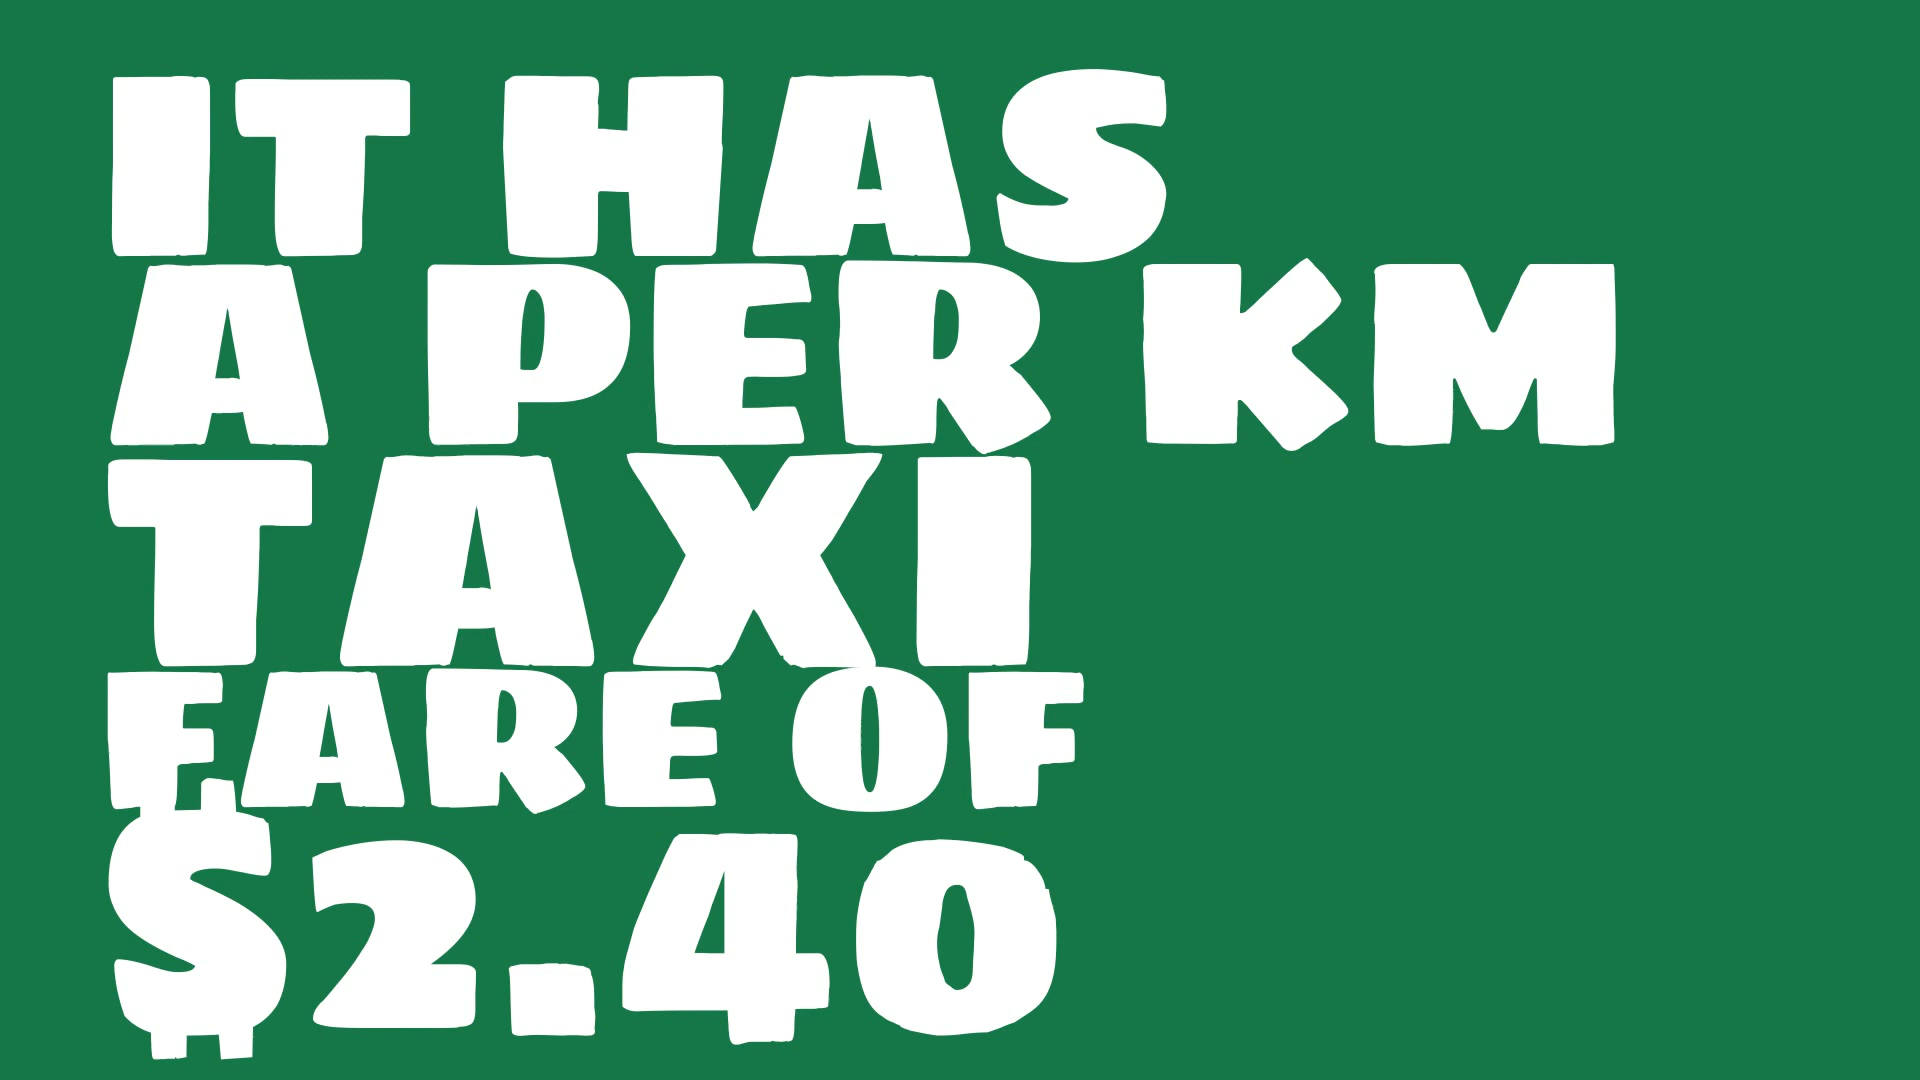 IT HAS
A PER KM
TAXI
FARE OF
$2.40